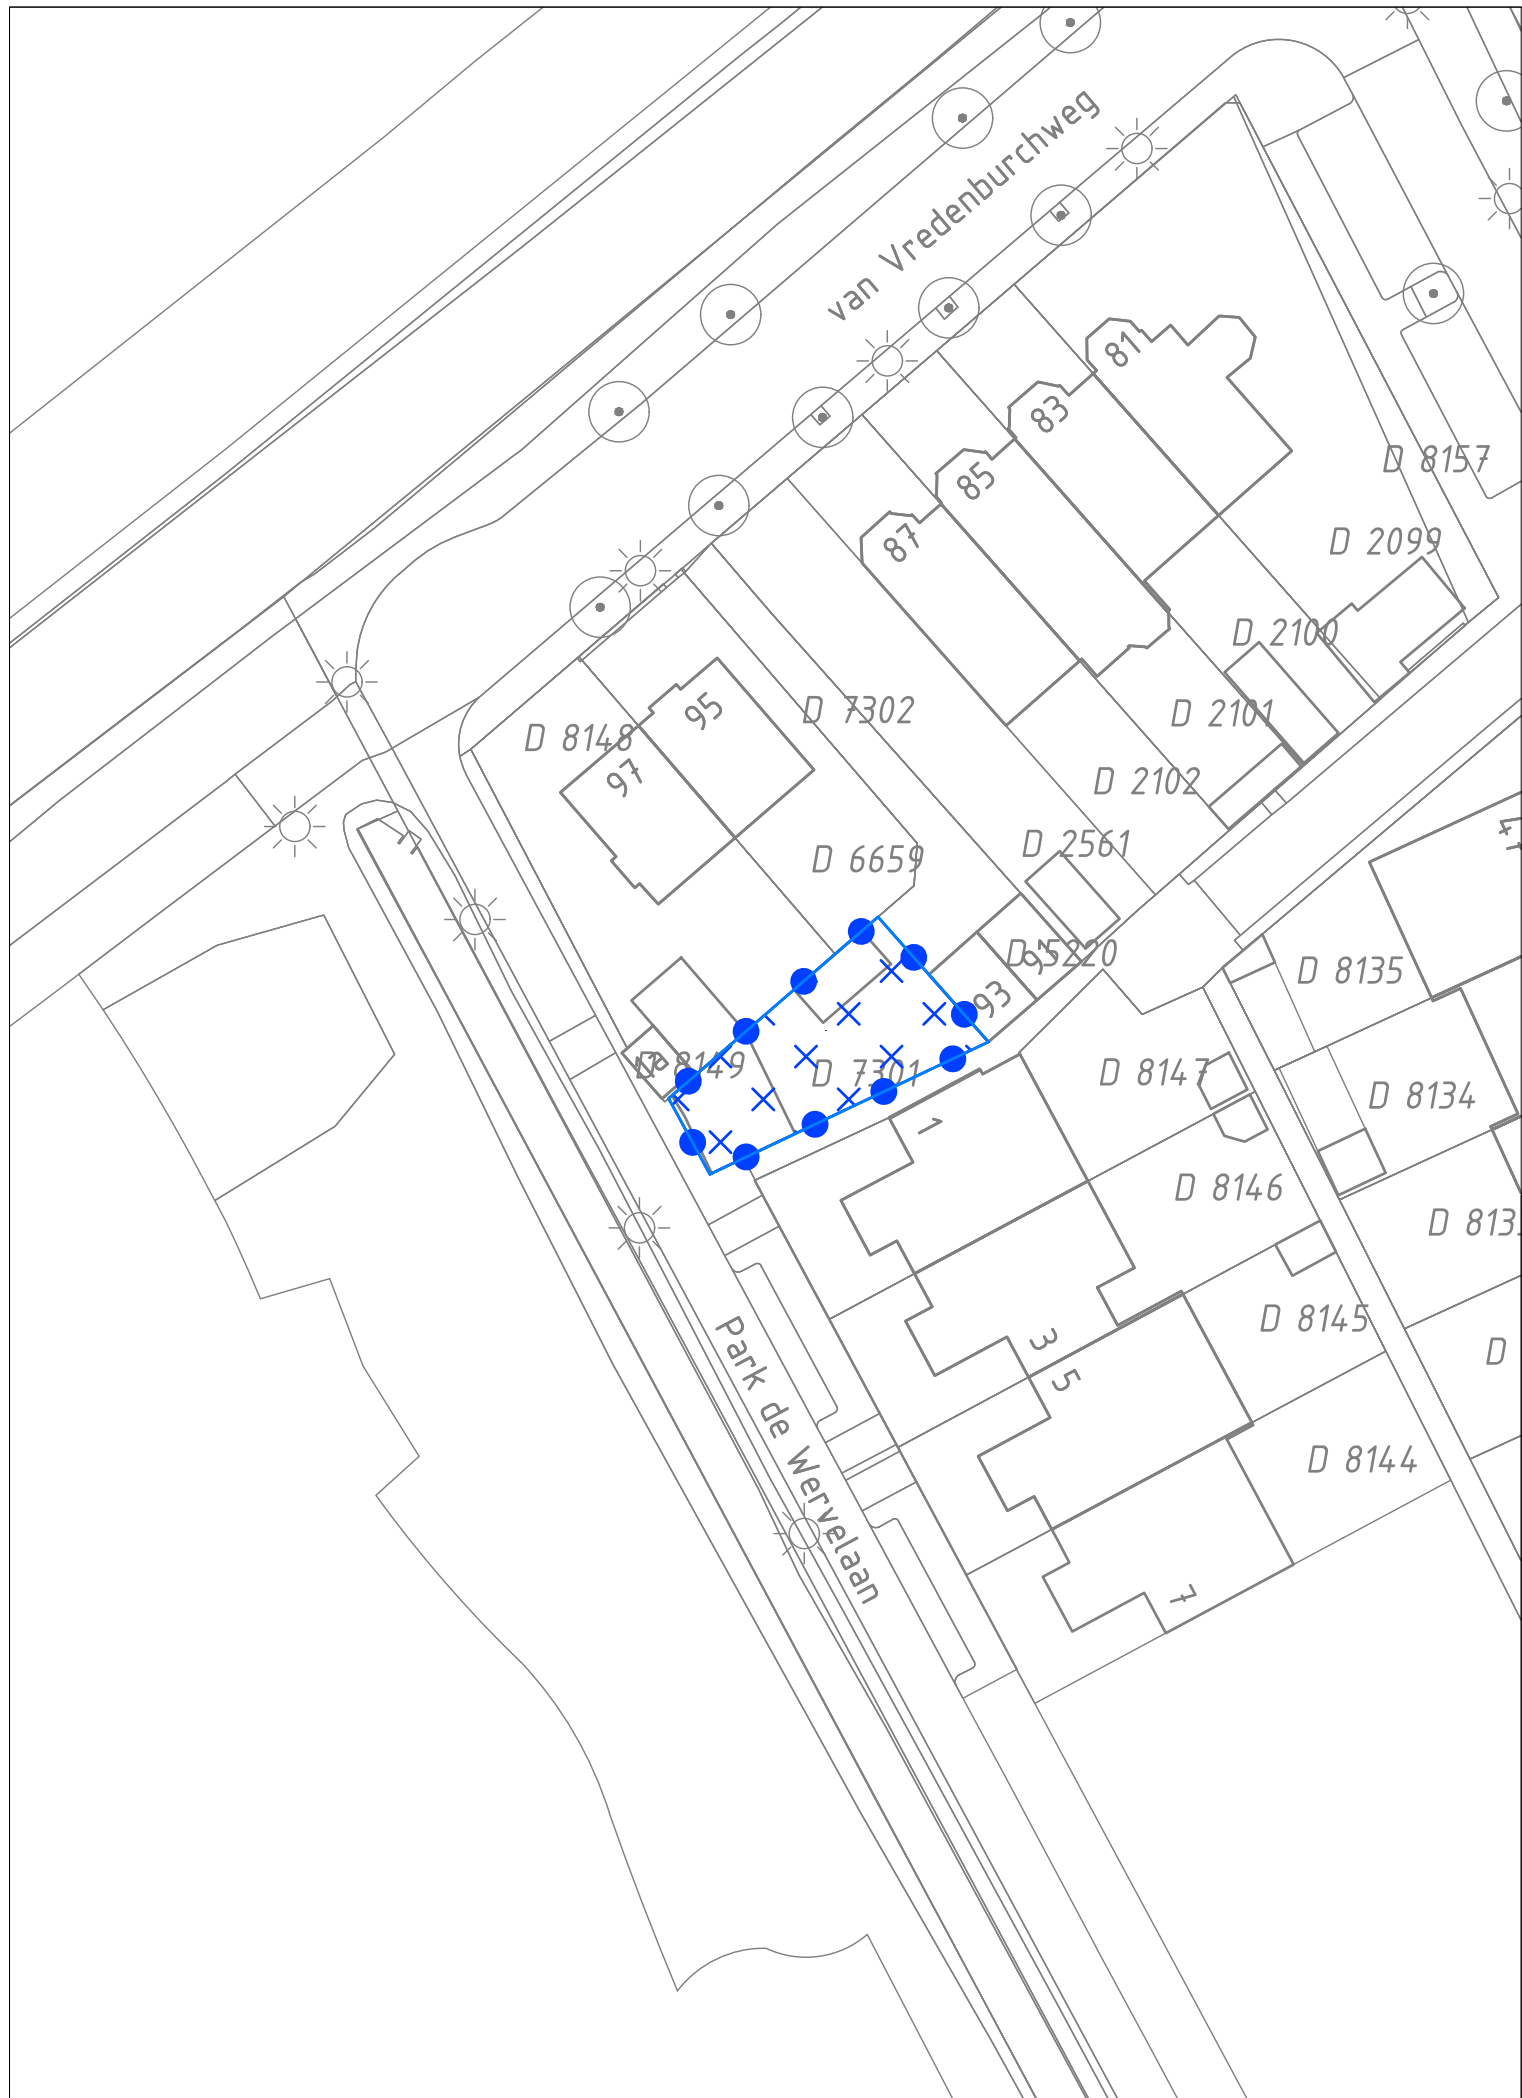 van Vredenburchweg
81
83
85
87
D 8157
D 2099
D 2100
D 2101
D 2102
D 7302
95
D 8148
97
D 2561
D 6659
D 5220
93
D 8135
D 8149
D 7301
D 8147
D 8134
1
D 8146
D 813
D 8145
3
5
D
D 8144
7
Park de Wervelaan